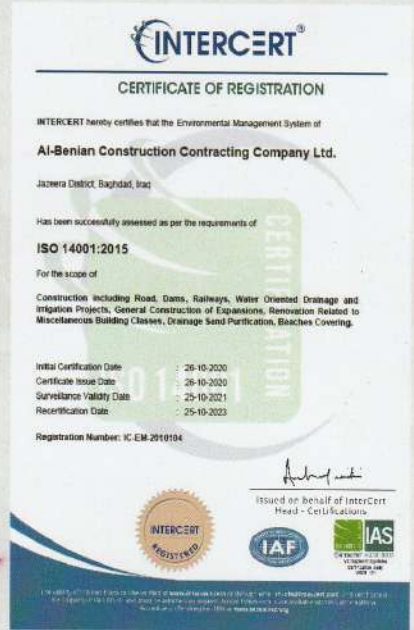 INTERCERT®
CERTIFICATE OF REGISTRATION
INTERCERT hereby certifies that the Environmental Management System of
Al-Benian Construction Contracting Company Ltd.
Jazeera District, Baghdad, Iraq
Has been successfully assessed as per the requirements of
ISO 14001:2015
For the scope of
Construction including Road, Dams, Railways, Water Oriented Drainage and
Irrigation Projects, General Construction of Expansions, Renovation Related to
Miscellaneous Building Classes, Drainage Sand Purification, Beaches Covering.
Initial Certification Date : 26-10-2020
Certificate Issue Date : 26-10-2020
Surveillance Validity Date : 25-10-2021
Recertification Date : 25-10-2023
Registration Number: IC-EM-2010104
CERTIFICATION
Issued on behalf of InterCert
Head - Certifications
INTERCERT
REGISTERED
IAF
IAS